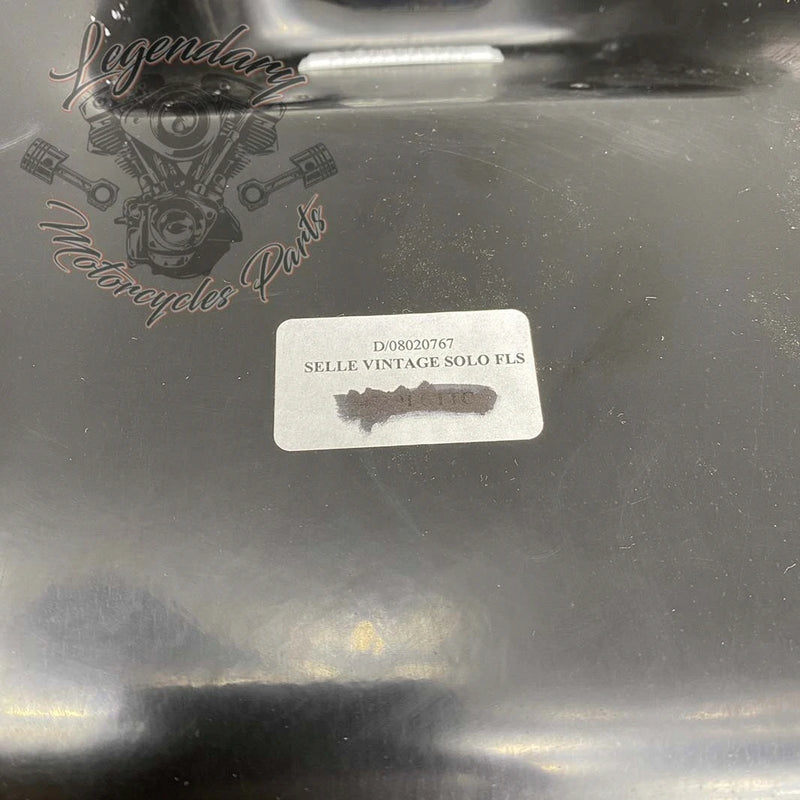 Legendary
Motorcycles Parts
D/08020767
SELLE VINTAGE SOLO FLS